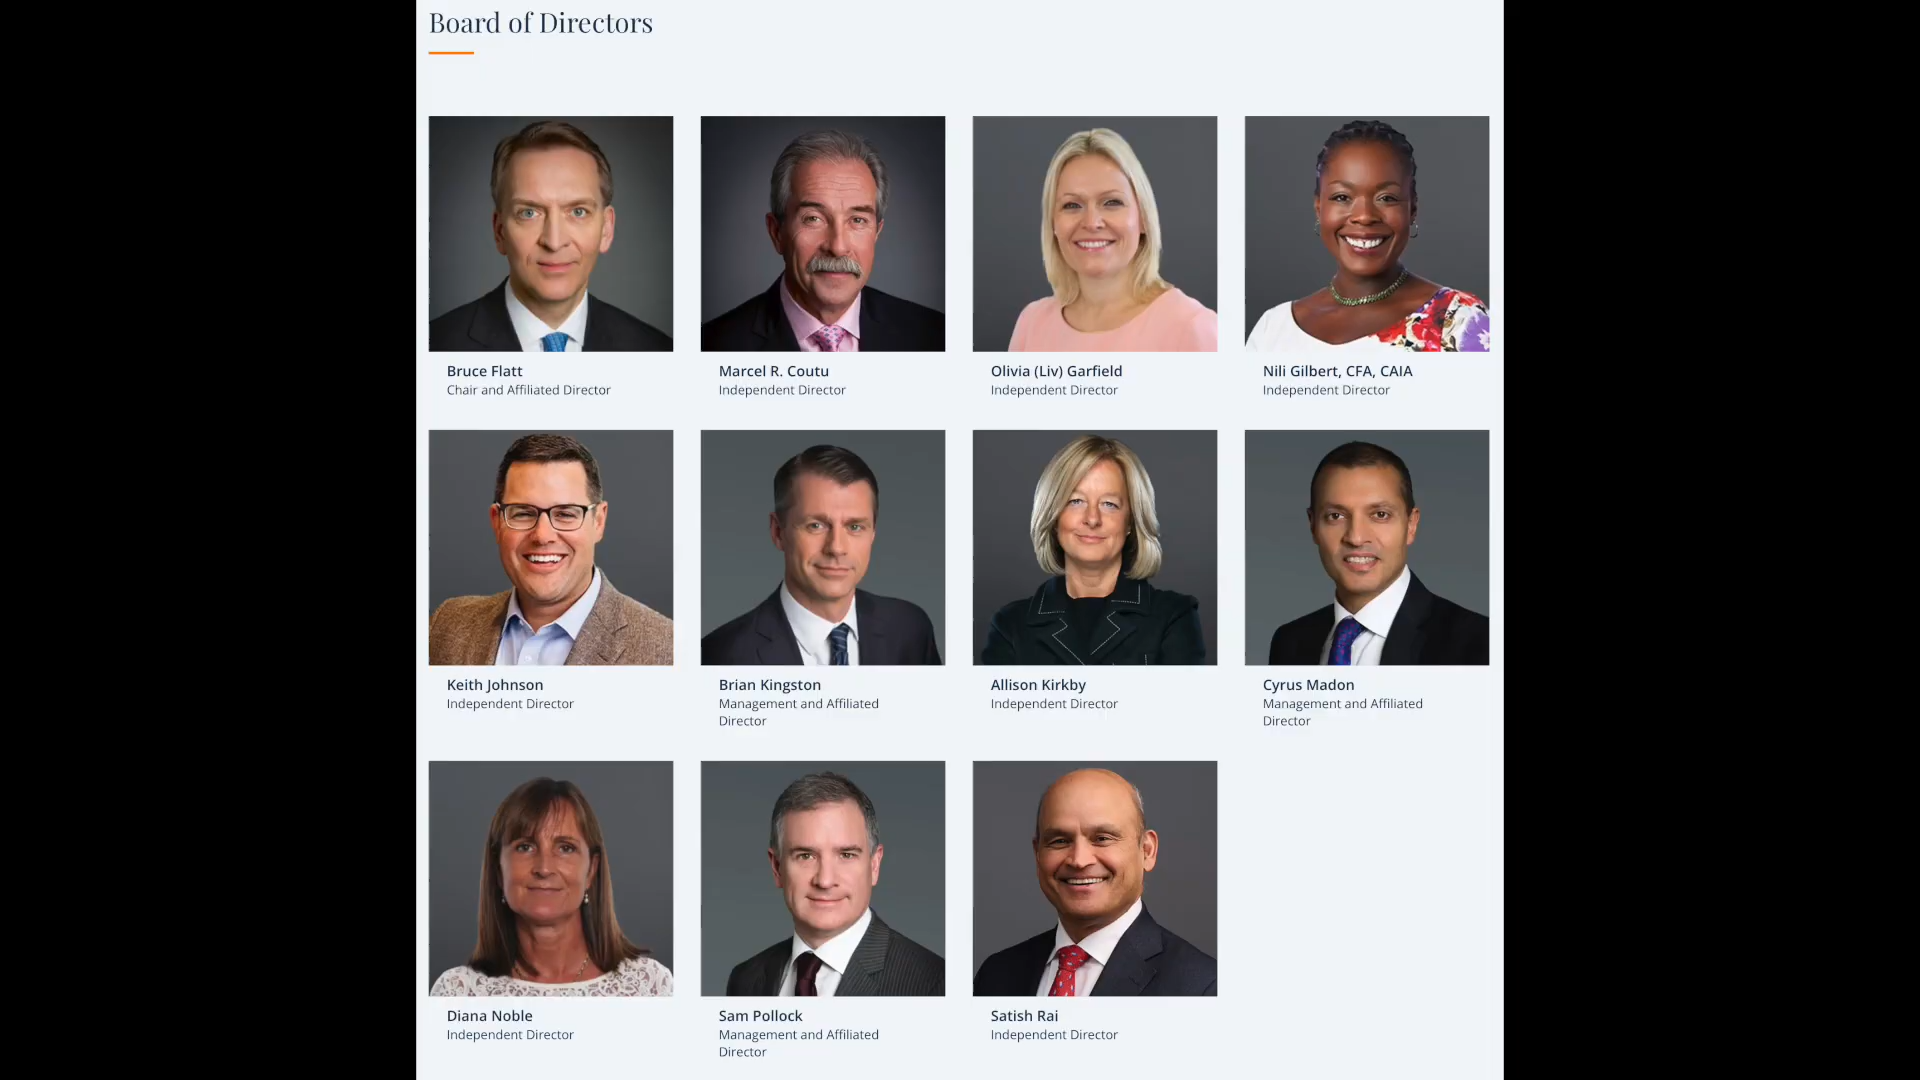 Board of Directors
Bruce Flatt
Chair and Affiliated Director
Marcel R. Coutu
Independent Director
Olivia (Liv) Garfield
Independent Director
Nili Gilbert, CFA, CAIA
Independent Director
Keith Johnson
Independent Director
Brian Kingston
Management and Affiliated
Director
Allison Kirkby
Independent Director
Cyrus Madon
Management and Affiliated
Director
Diana Noble
Independent Director
Sam Pollock
Management and Affiliated
Director
Satish Rai
Independent Director